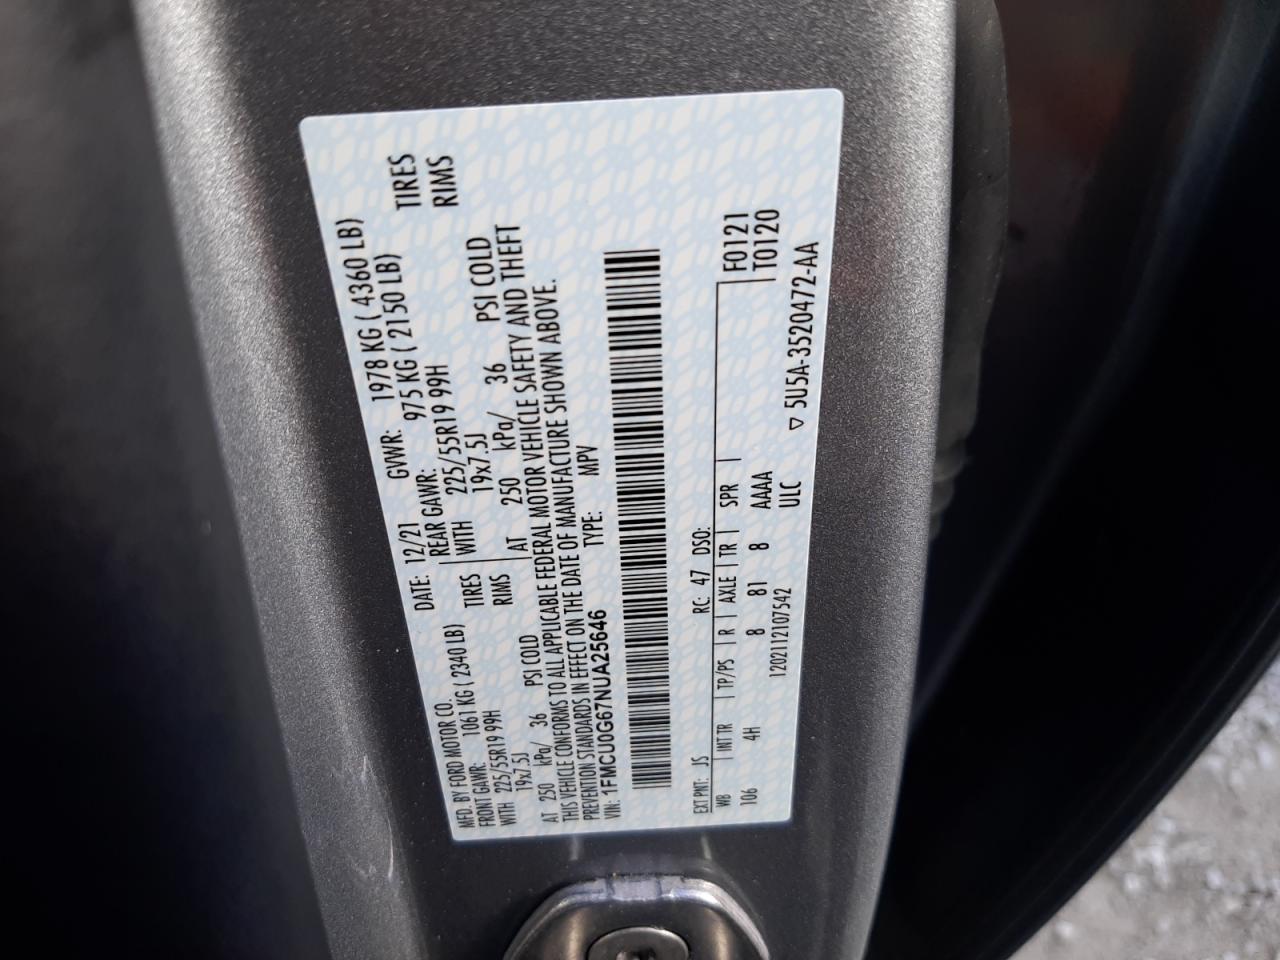 MFD. BY FORD MOTOR CO.
DATE: 12/21 GVWR: 1978 KG ( 4360 LB)
FRONT GAWR: 1061 KG ( 2340 LB) REAR GAWR: 975 KG ( 2150 LB)
WITH 225/55R19 99H TIRES WITH 225/55R19 99H TIRES
19x7.5J RIMS 19x7.5J RIMS
AT 250 kPa/ 36 PSI COLD AT 250 kPa/ 36 PSI COLD
THIS VEHICLE CONFORMS TO ALL APPLICABLE FEDERAL MOTOR VEHICLE SAFETY AND THEFT
PREVENTION STANDARDS IN EFFECT ON THE DATE OF MANUFACTURE SHOWN ABOVE.
VIN: 1FMCU0G67NUA25646 TYPE: MPV
EXT PNT: JS RC: 47 DSO: F0121
WB INT TR TP/PS R AXLE TR SPR T0120
106 4H 8 81 8 AAAA
1202112107542 ULC ▽ 5U5A-3520472-AA